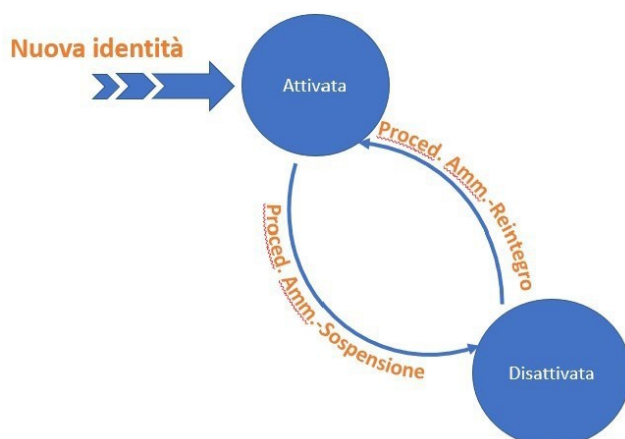 Nuova identità
Attivata
Proced. Amm.-Reintegro
Proced. Amm.-Sospensione
Disattivata